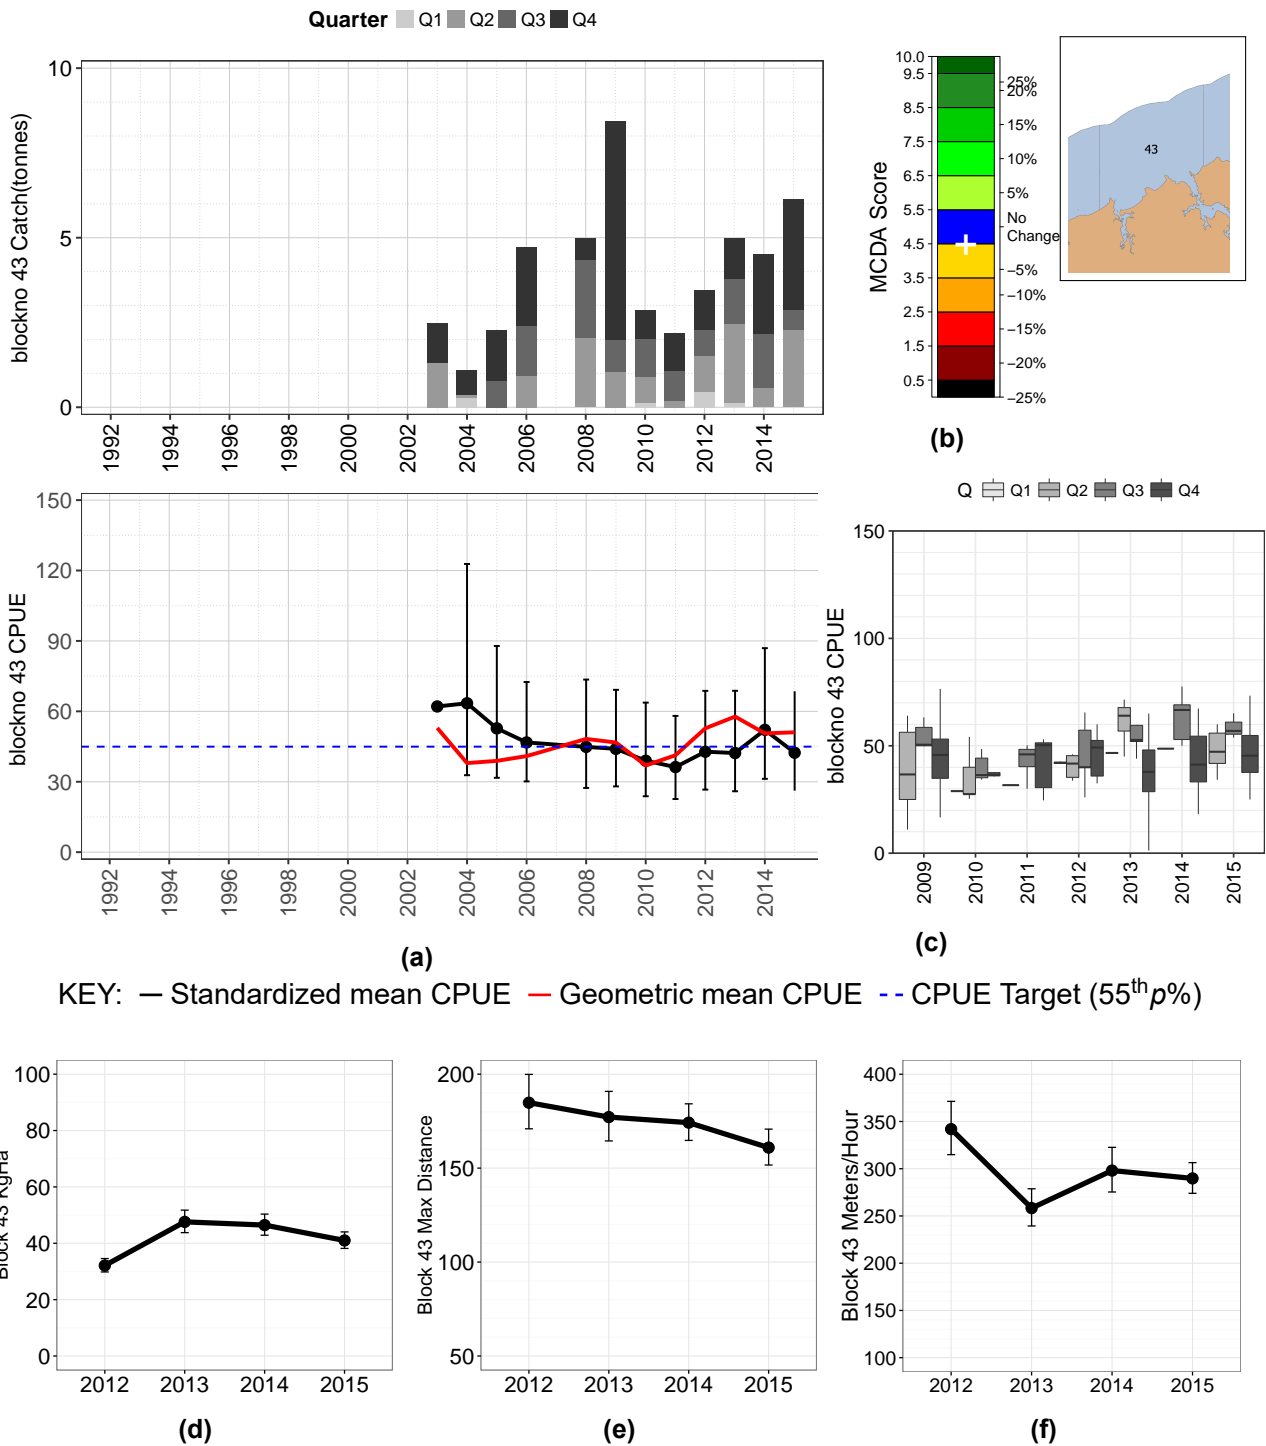 Quarter Q1 Q2 Q3 Q4
blockno 43 Catch(tonnes)
10
5
0
1992 1994 1996 1998 2000 2002 2004 2006 2008 2010 2012 2014
MCDA Score
10.0
9.5
8.5
7.5
6.5
5.5
4.5
3.5
2.5
1.5
0.5
25%
20%
15%
10%
5%
No
Change
−5%
−10%
−15%
−20%
−25%
43
(b)
blockno 43 CPUE
150
120
90
60
30
0
1992 1994 1996 1998 2000 2002 2004 2006 2008 2010 2012 2014
(a)
Q Q1 Q2 Q3 Q4
blockno 43 CPUE
150
100
50
0
2009 2010 2011 2012 2013 2014 2015
(c)
KEY: Standardized mean CPUE Geometric mean CPUE CPUE Target (55th p%)
Block 43 KgHa
100
80
60
40
20
0
2012 2013 2014 2015
(d)
Block 43 Max Distance
200
150
100
50
2012 2013 2014 2015
(e)
Block 43 Meters/Hour
400
350
300
250
200
150
100
2012 2013 2014 2015
(f)